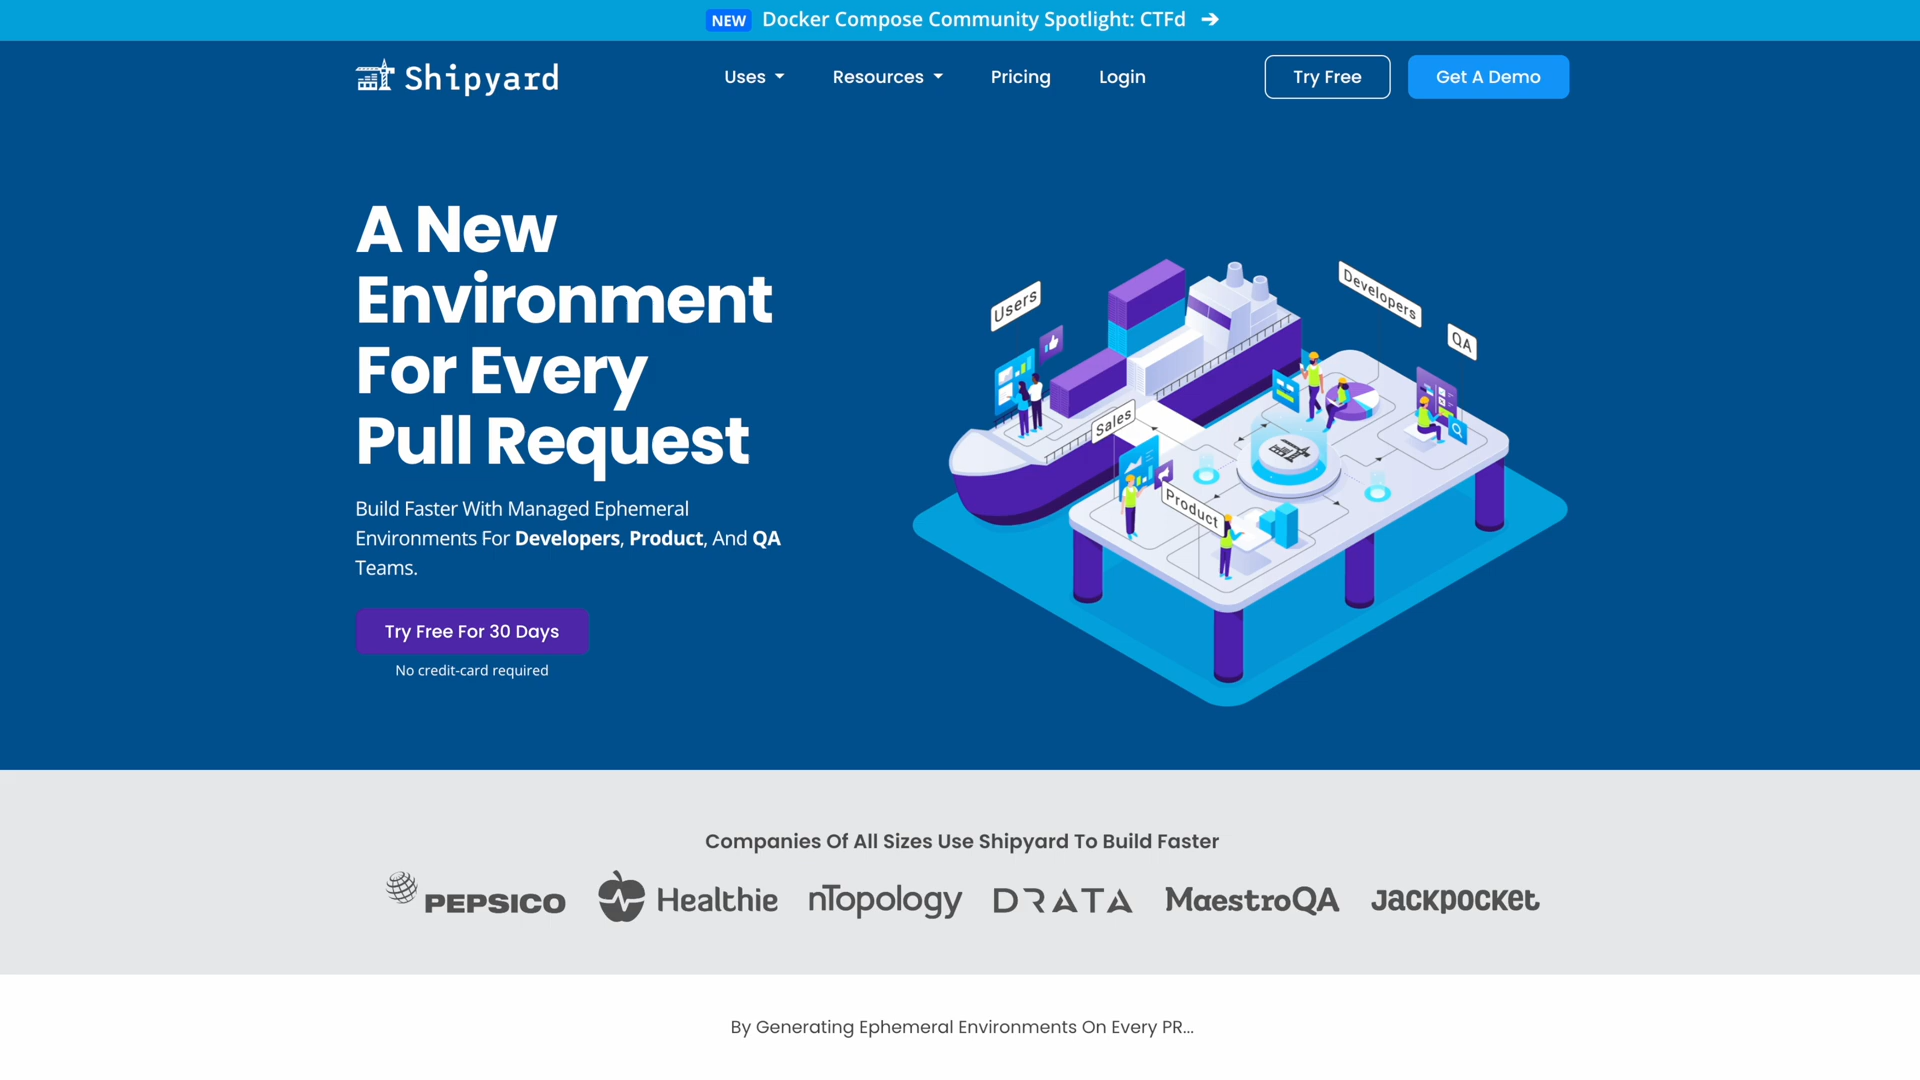 NEW Docker Compose Community Spotlight: CTFd →
Shipyard Uses Resources Pricing Login Try Free Get A Demo
A New
Environment
For Every
Pull Request
Build Faster With Managed Ephemeral
Environments For Developers, Product, And QA
Teams.
Try Free For 30 Days
No credit-card required
Users
Developers
QA
Sales
Product
Companies Of All Sizes Use Shipyard To Build Faster
PEPSICO Healthie nTopology DRATA MaestroQA Jackpocket
By Generating Ephemeral Environments On Every PR...